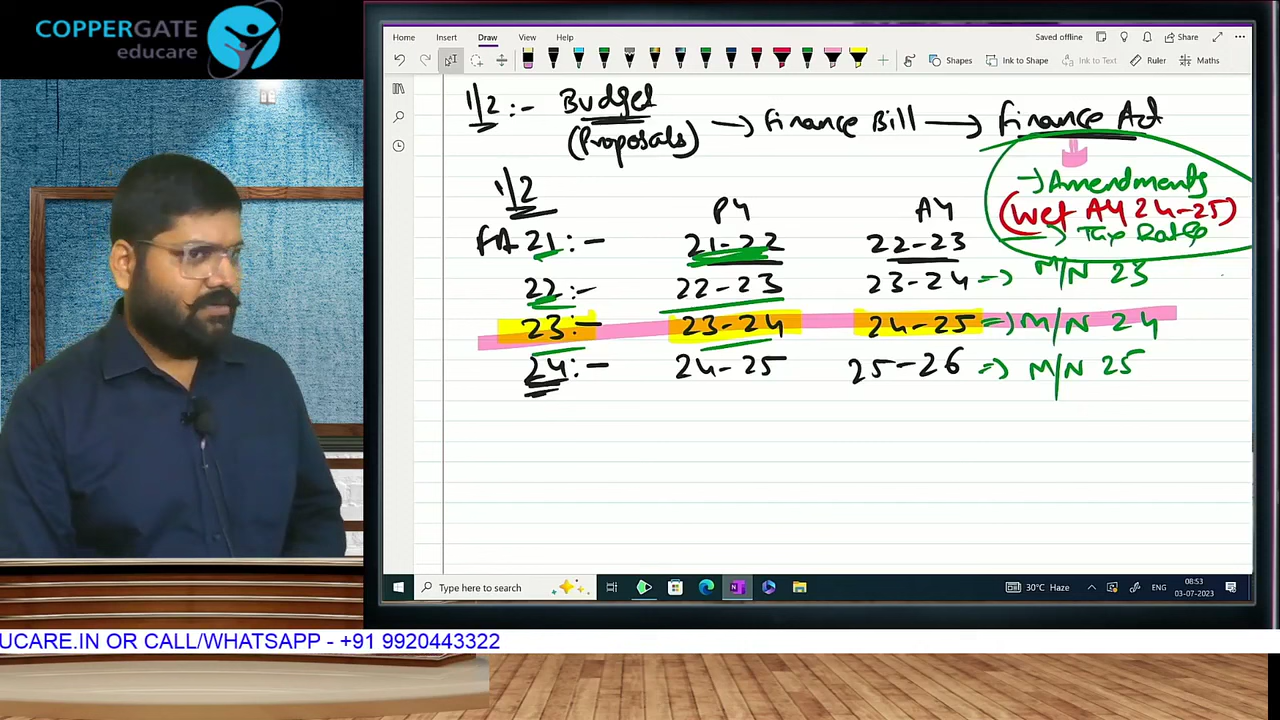 COPPERGATE
educare
Home Insert Draw View Help
Saved offline
Share
Shapes
Ink to Shape
Ink to Text
Ruler
Maths
1/2 :- Budget
(Proposals) → Finance Bill → Finance Act
→ Amendments
(wef AY 24-25)
→ Tax Rates
1/2
PY AY
FA 21 :- 21-22 22-23
22 :- 22-23 23-24 => M/N 23
23 :- 23-24 24-25 => M/N 24
24 :- 24-25 25-26 => M/N 25
Type here to search
30°C Haze
ENG
08:53
03-07-2023
UCARE.IN OR CALL/WHATSAPP - +91 9920443322